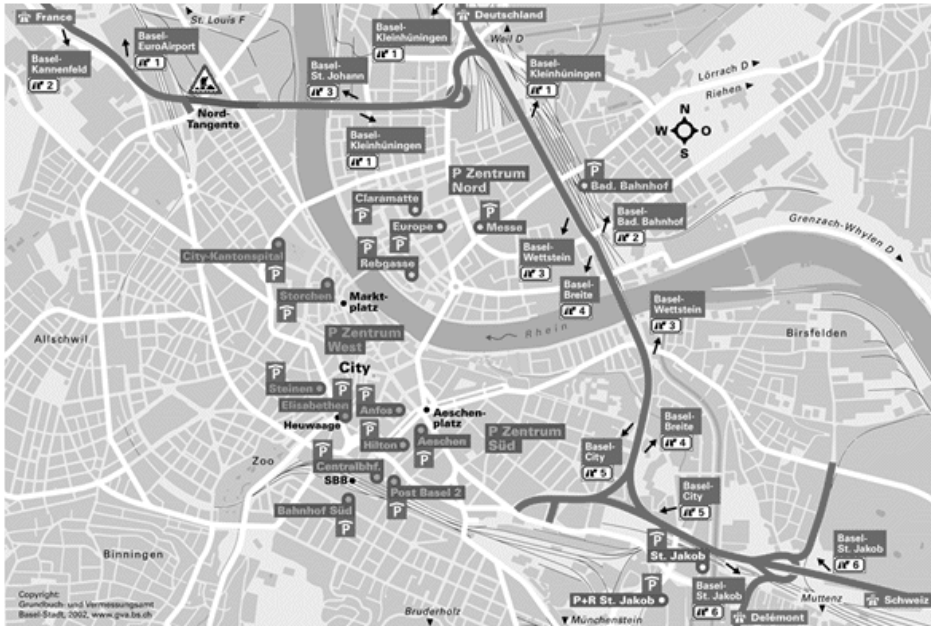 France
St. Louis F
Basel-
Kannenfeld
2
Basel-
EuroAirport
1
Nord-
Tangente
Basel-
Kleinhüningen
1
Deutschland
Weil D
Basel-
St. Johann
3
Basel-
Kleinhüningen
1
Basel-
Kleinhüningen
1
Lörrach D
Riehen
N
W O
S
P Zentrum
Nord
P
Bad. Bahnhof
Claramatte
P
P
Europe
P
Messe
P
Rebgasse
Basel-
Bad. Bahnhof
2
Basel-
Wettstein
3
Basel-
Breite
4
Grenzach-Whylen D
City-Kantonspital
P
Storchen
P
Markt-
platz
Basel-
Wettstein
3
Birsfelden
Rhein
Allschwil
P Zentrum
West
City
P
Steinen
P
Elisabethen
Heuwaage
P
Anfos
Aeschen-
platz
P
Hilton
Aeschen
P
P Zentrum
Süd
Basel-
City
5
Basel-
Breite
4
Zoo
P
Centralbhf.
SBB
Post Basel 2
P
Bahnhof Süd
P
Basel-
City
5
P
St. Jakob
Basel-
St. Jakob
6
Basel-
St. Jakob
6
P
P+R St. Jakob
Binningen
Bruderholz
Münchenstein
Delémont
Muttenz
Schweiz
Copyright:
Grundbuch- und Vermessungsamt
Basel-Stadt, 2002, www.gva.bs.ch